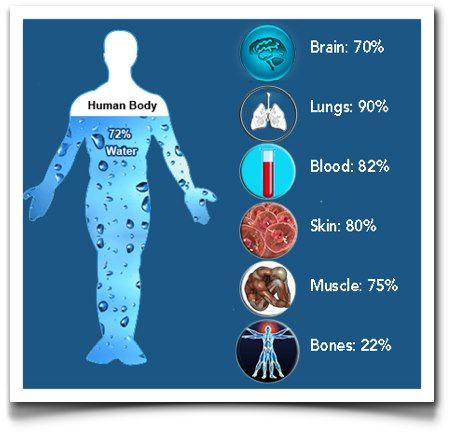 Human Body
72%
Water
Brain: 70%
Lungs: 90%
Blood: 82%
Skin: 80%
Muscle: 75%
Bones: 22%